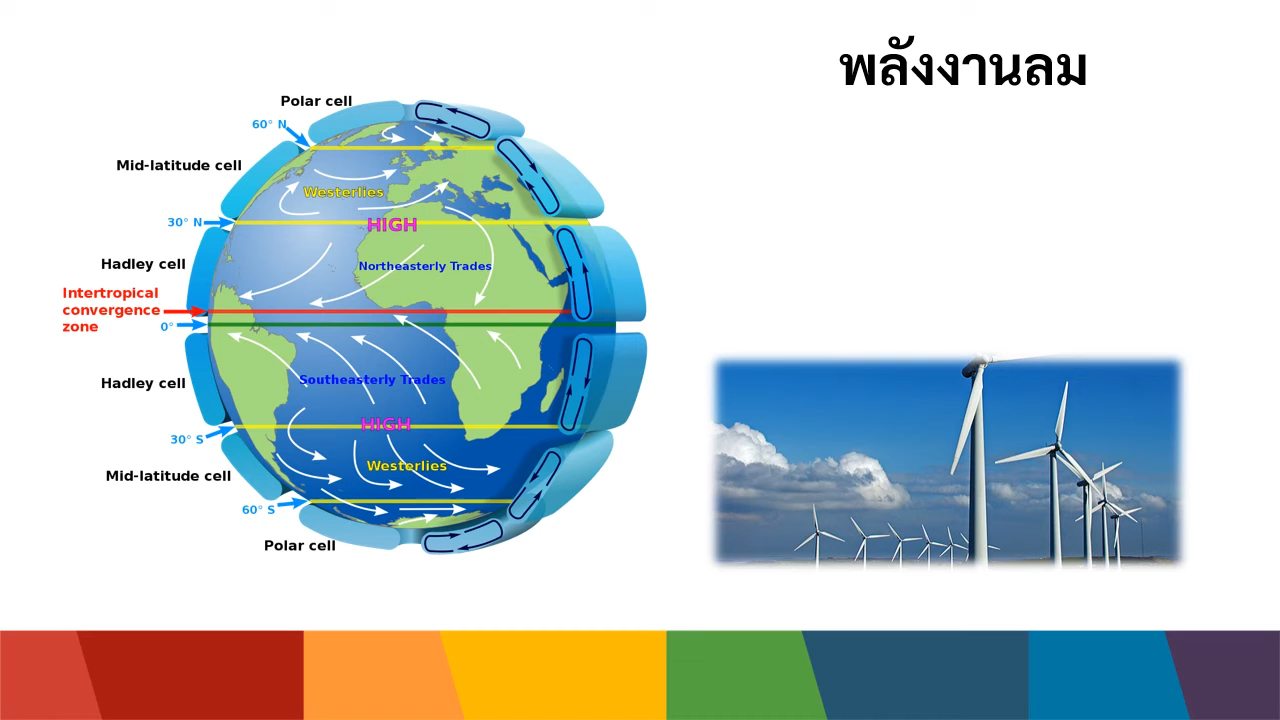 พลังงานลม
Polar cell
60° N
Mid-latitude cell
Westerlies
30° N
HIGH
Hadley cell
Northeasterly Trades
Intertropical
convergence
zone
0°
Hadley cell
Southeasterly Trades
HIGH
30° S
Westerlies
Mid-latitude cell
60° S
Polar cell